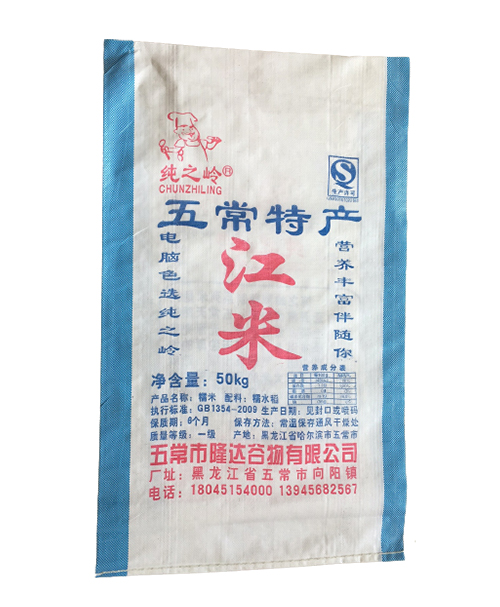 纯之岭®
CHUNZHILING
生产许可
五常特产
电脑色选纯之岭
江米
营养丰富伴随你
营养成分表
净含量：50kg
产品名称：糯米 配料：糯水稻
执行标准：GB1354-2009 生产日期：见封口或喷码
保质期：6个月 保存方法：常温保存通风干燥处
质量等级：一级 产地：黑龙江省哈尔滨市五常市
五常市隆达谷物有限公司
厂址：黑龙江省五常市向阳镇
电话：18045154000 13945682567